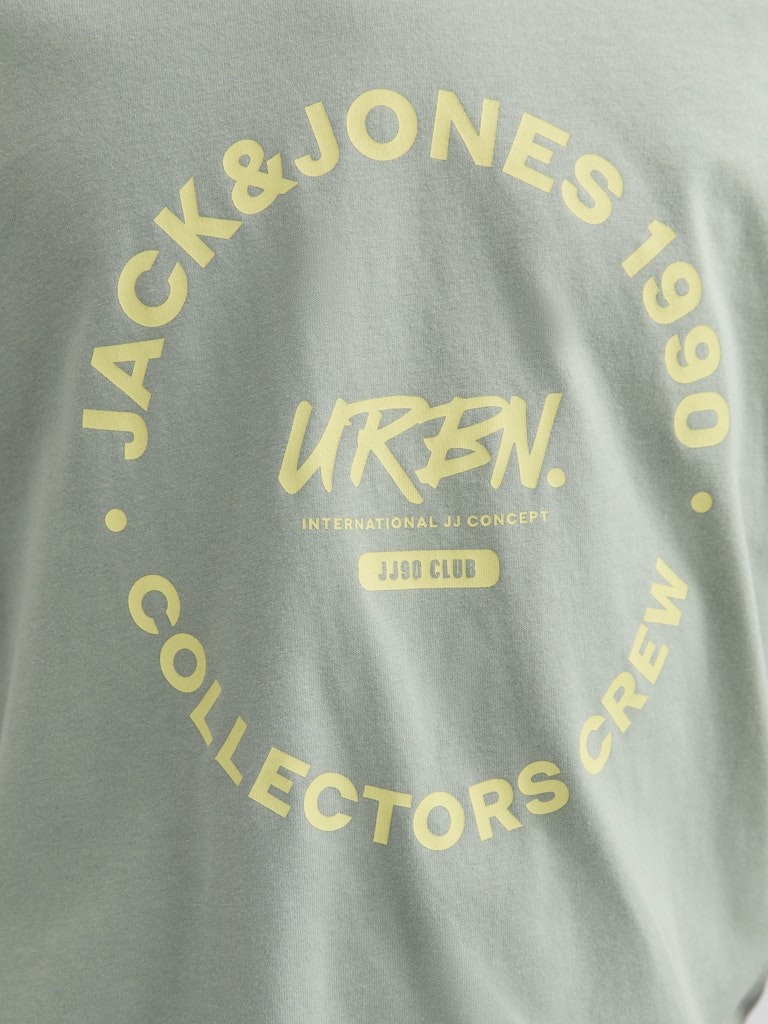 JACK&JONES 1990
URBN.
INTERNATIONAL JJ CONCEPT
JJ90 CLUB
COLLECTORS CREW